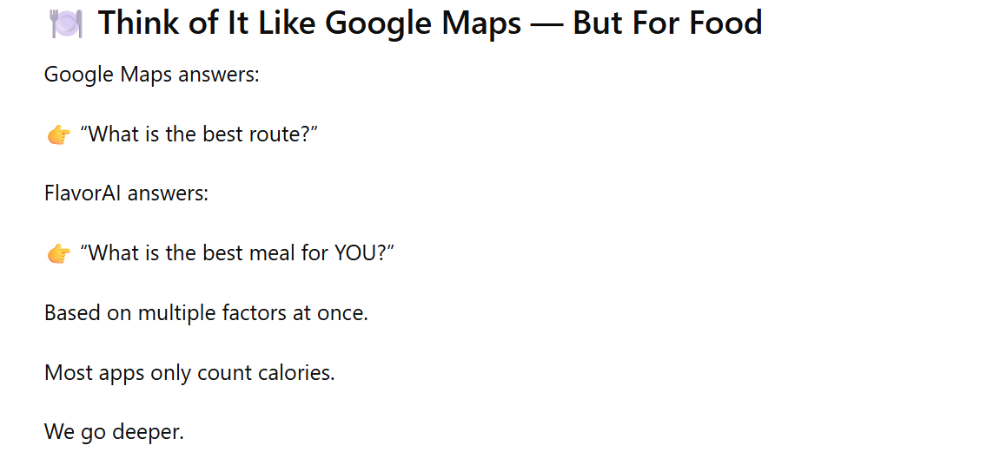 🍽️ Think of It Like Google Maps — But For Food
Google Maps answers:
👉 “What is the best route?”
FlavorAI answers:
👉 “What is the best meal for YOU?”
Based on multiple factors at once.
Most apps only count calories.
We go deeper.